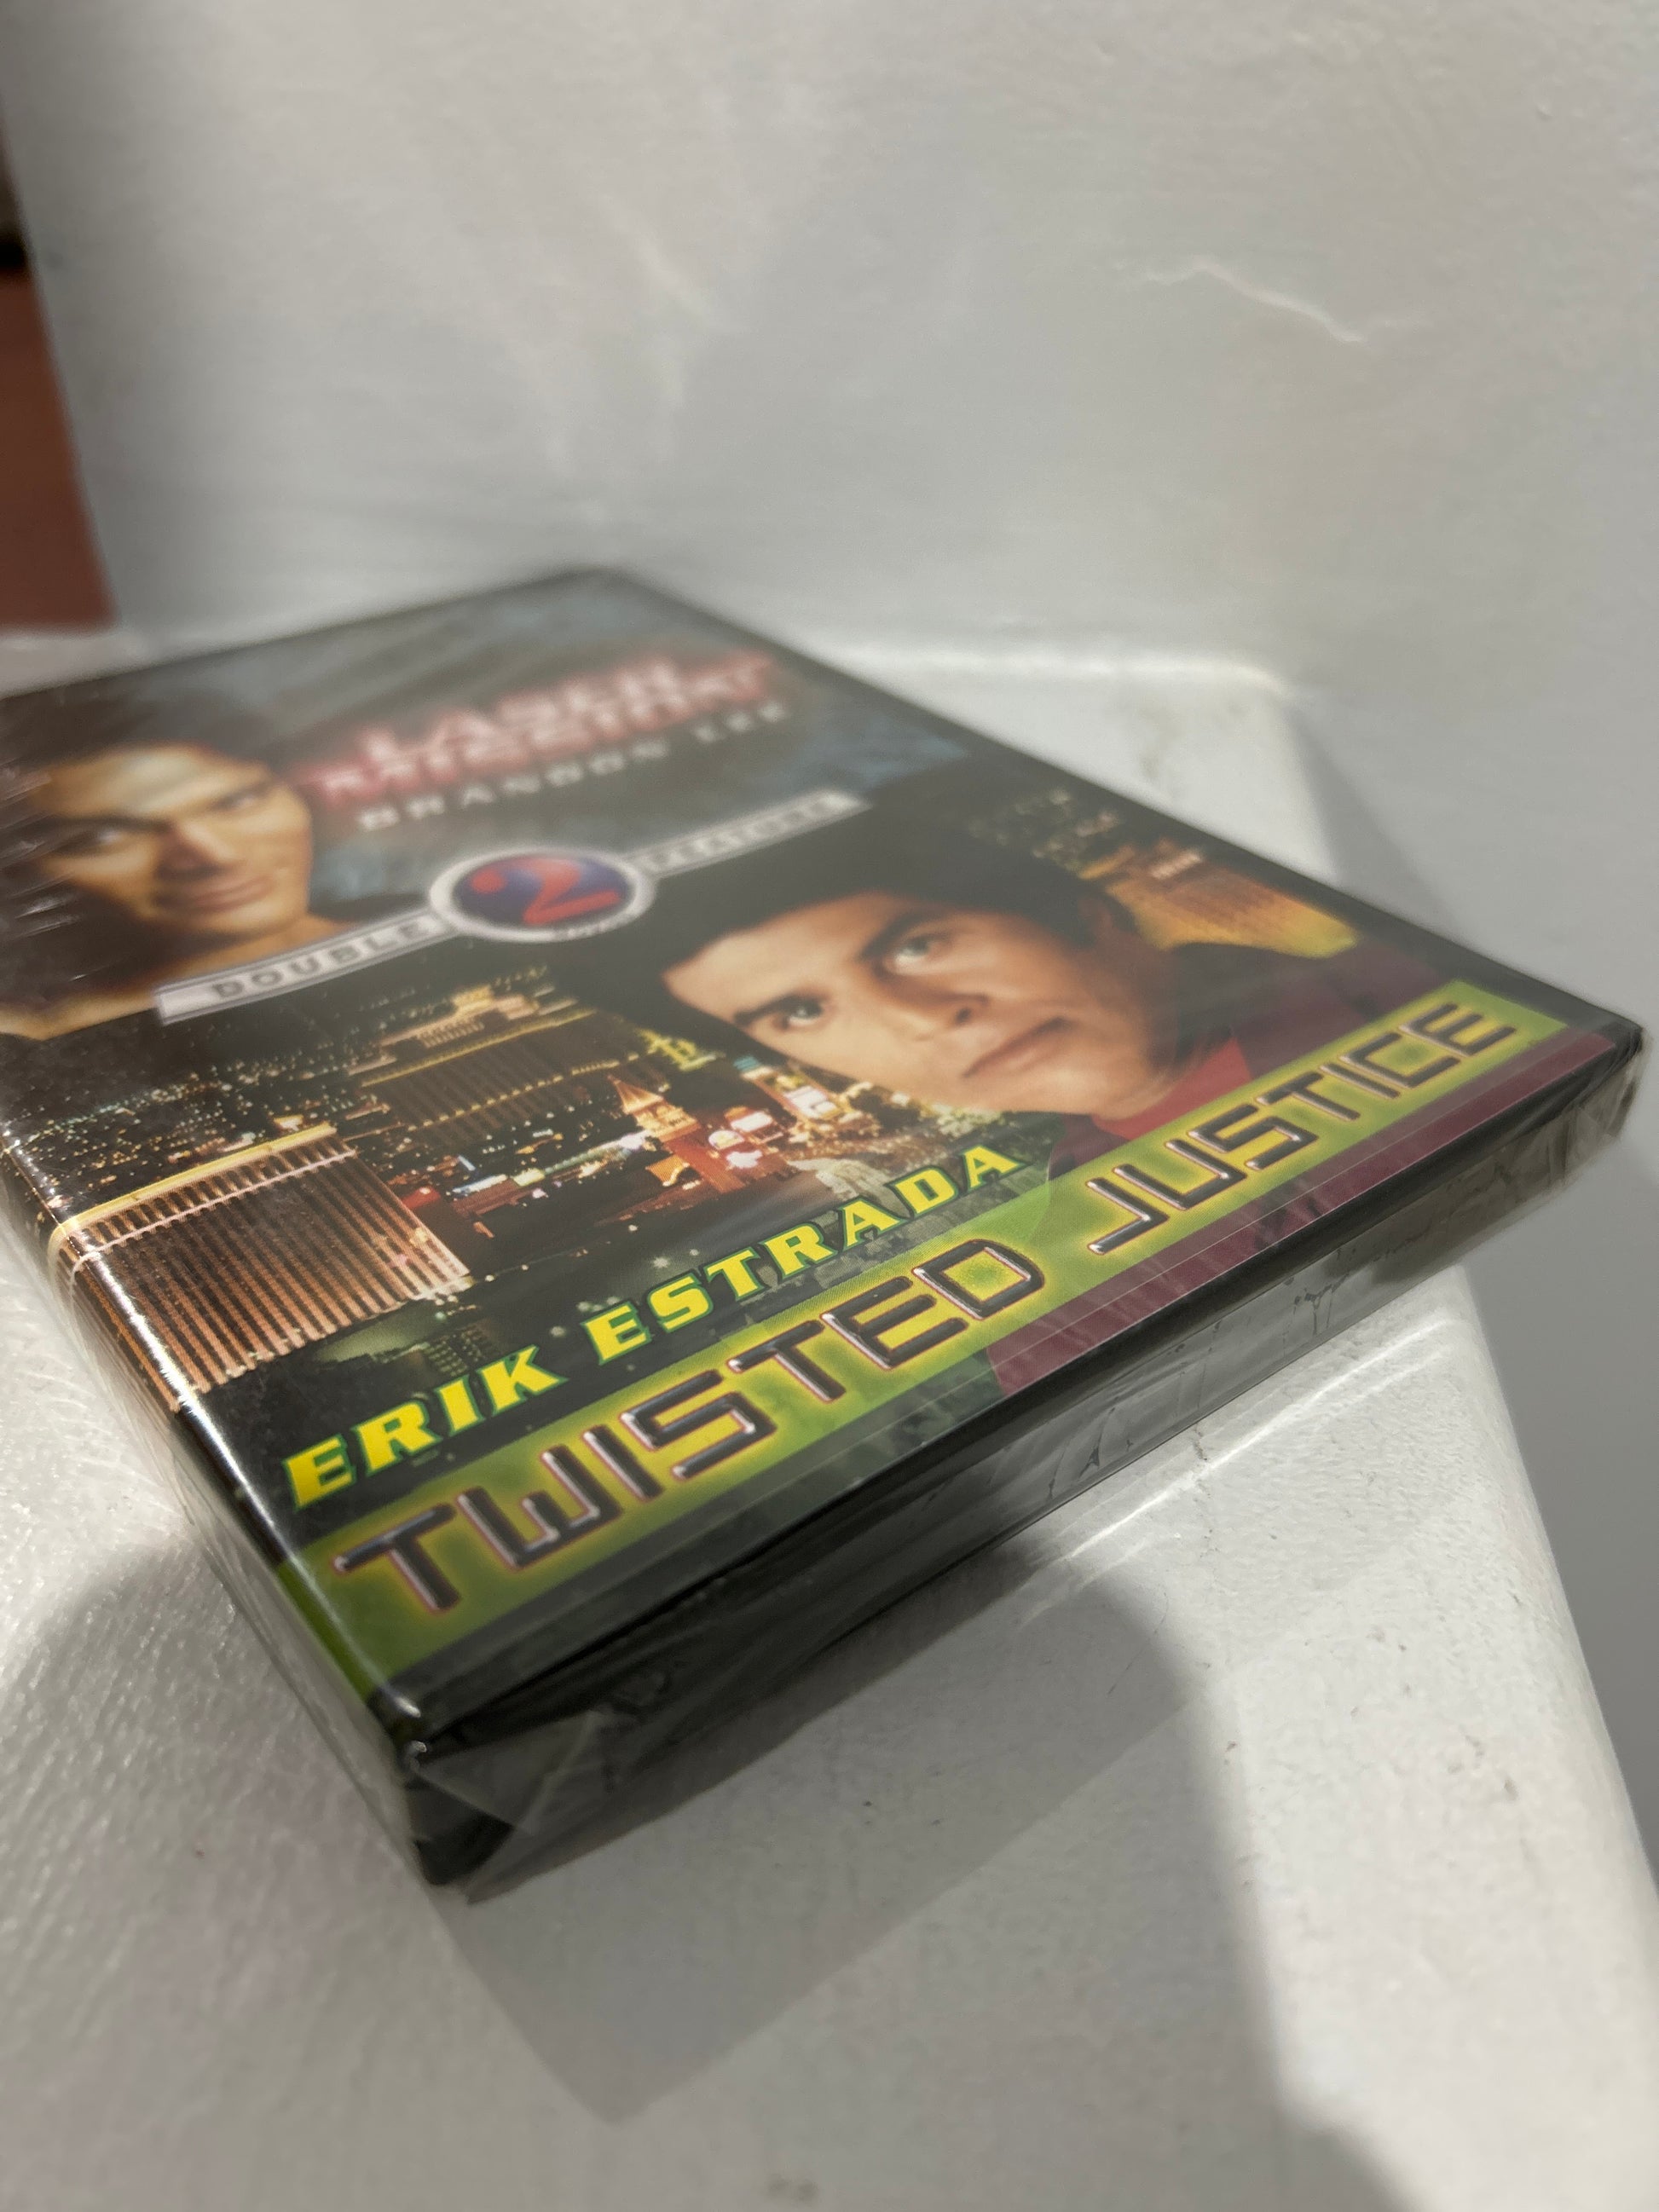 LASER
MISSION
BRANDON LEE
DOUBLE 2 FEATURE
ERIK ESTRADA
TWISTED JUSTICE